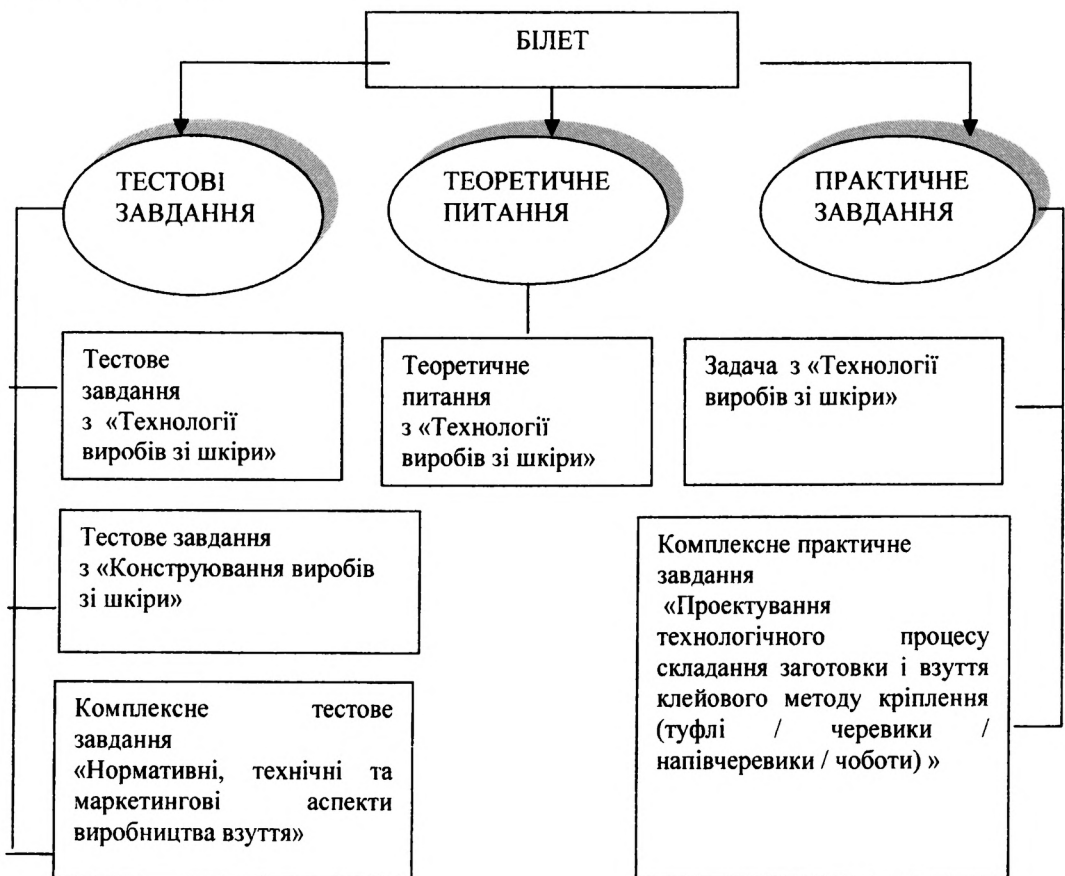 БІЛЕТ
ТЕСТОВІ
ЗАВДАННЯ
ТЕОРЕТИЧНЕ
ПИТАННЯ
ПРАКТИЧНЕ
ЗАВДАННЯ
Тестове
завдання
з «Технології
виробів зі шкіри»
Теоретичне
питання
з «Технології
виробів зі шкіри»
Задача з «Технології
виробів зі шкіри»
Тестове завдання
з «Конструювання виробів
зі шкіри»
Комплексне практичне
завдання
«Проектування
технологічного процесу
складання заготовки і взуття
клейового методу кріплення
(туфлі / черевики /
напівчеревики / чоботи) »
Комплексне тестове
завдання
«Нормативні, технічні та
маркетингові аспекти
виробництва взуття»